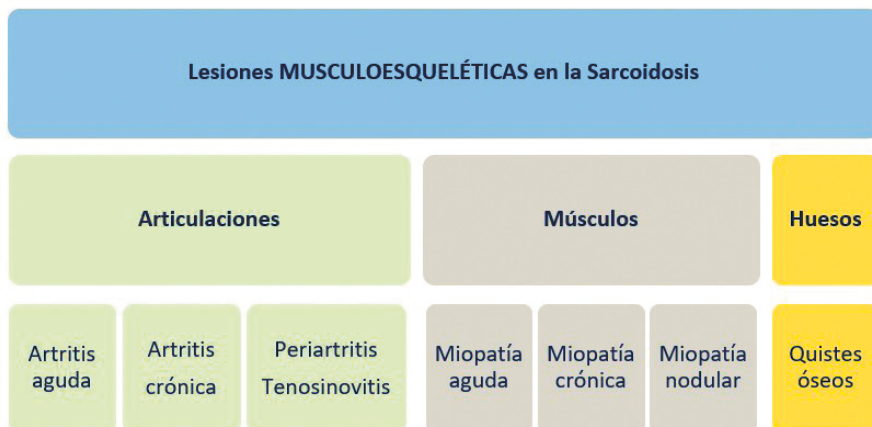 Lesiones MUSCULOESQUELÉTICAS en la Sarcoidosis
Articulaciones
Músculos
Huesos
Artritis
aguda
Artritis
crónica
Periartritis
Tenosinovitis
Miopatía
aguda
Miopatía
crónica
Miopatía
nodular
Quistes
óseos